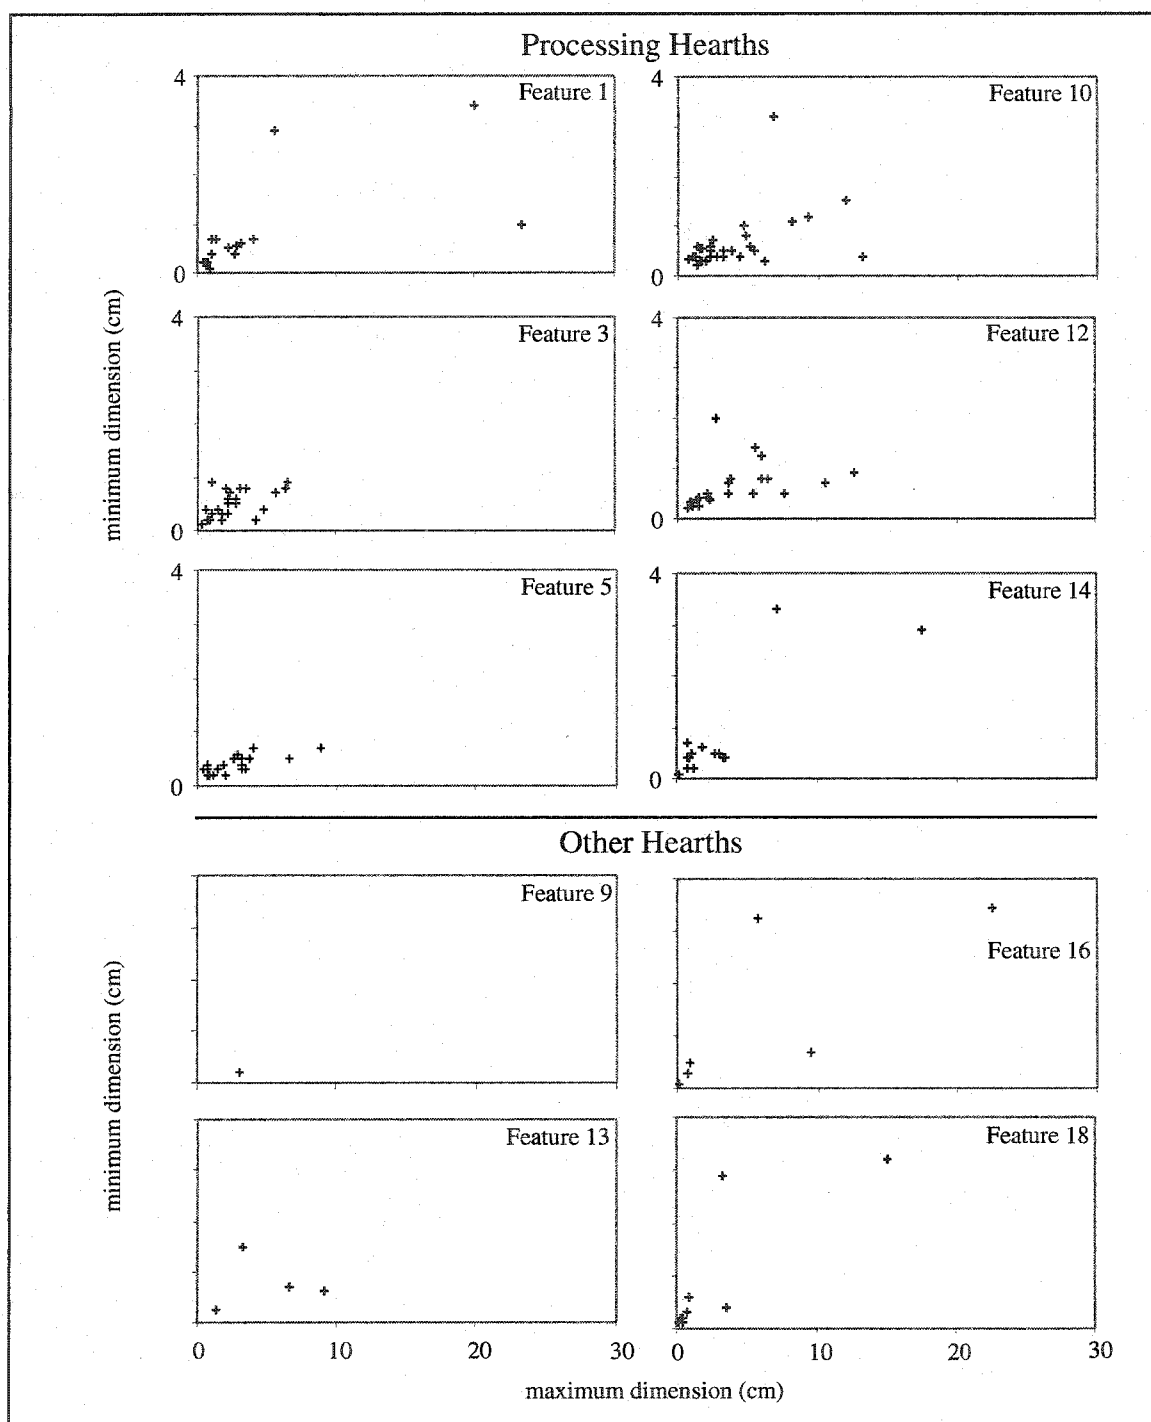 Processing Hearths
4
Feature 1
0
4
Feature 10
0
minimum dimension (cm)
4
Feature 3
0
4
Feature 12
0
4
Feature 5
0
4
Feature 14
0
Other Hearths
minimum dimension (cm)
Feature 9
Feature 16
Feature 13
Feature 18
0 10 20 30
0 10 20 30
maximum dimension (cm)